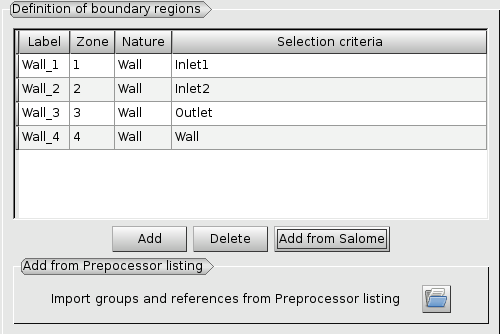 Definition of boundary regions
Label Zone Nature Selection criteria
Wall_1 1 Wall Inlet1
Wall_2 2 Wall Inlet2
Wall_3 3 Wall Outlet
Wall_4 4 Wall Wall
Add Delete Add from Salome
Add from Prepocessor listing
Import groups and references from Preprocessor listing